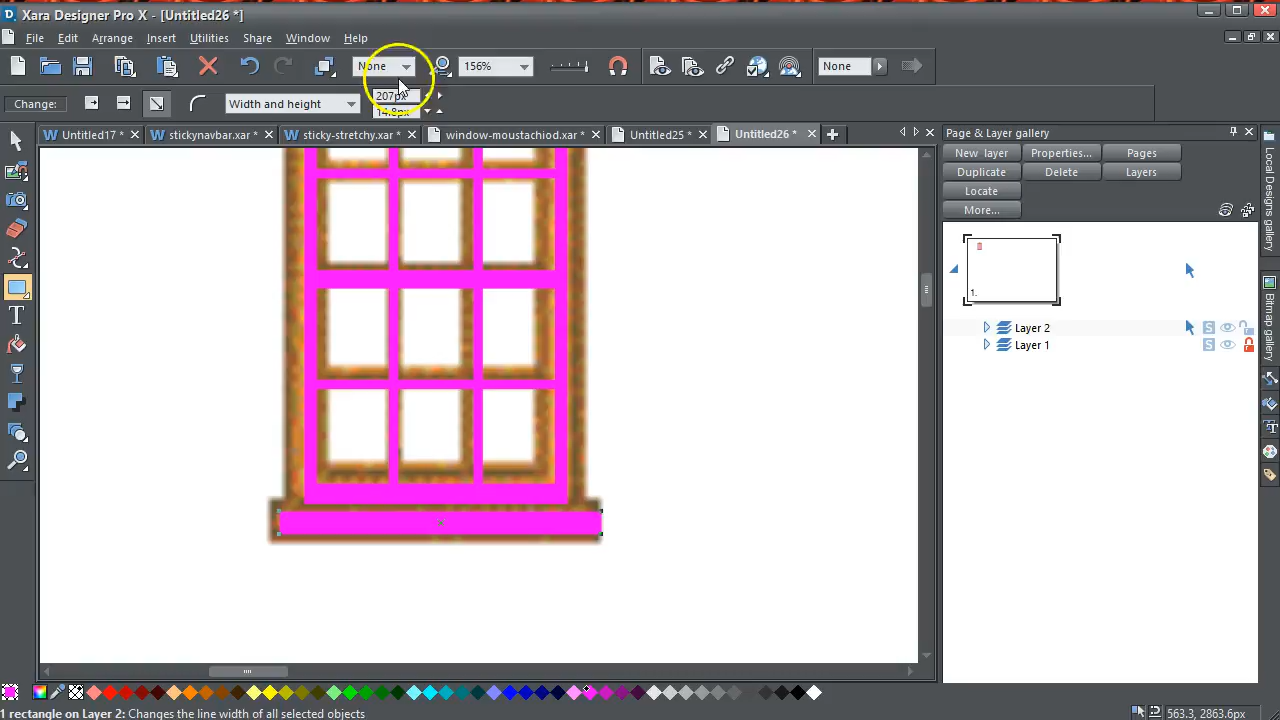 Xara Designer Pro X - [Untitled26 *]
File Edit Arrange Insert Utilities Share Window Help
None 156% None
Change: Width and height 207px
14.8px
Untitled17 * stickynavbar.xar * sticky-stretchy.xar * window-moustachiod.xar * Untitled25 * Untitled26 *
Page & Layer gallery
New layer Properties... Pages
Duplicate Delete Layers
Locate
More...
1.
Layer 2 S
Layer 1 S
Local Designs gallery
Bitmap gallery
1 rectangle on Layer 2: Changes the line width of all selected objects
563.3, 2863.6px